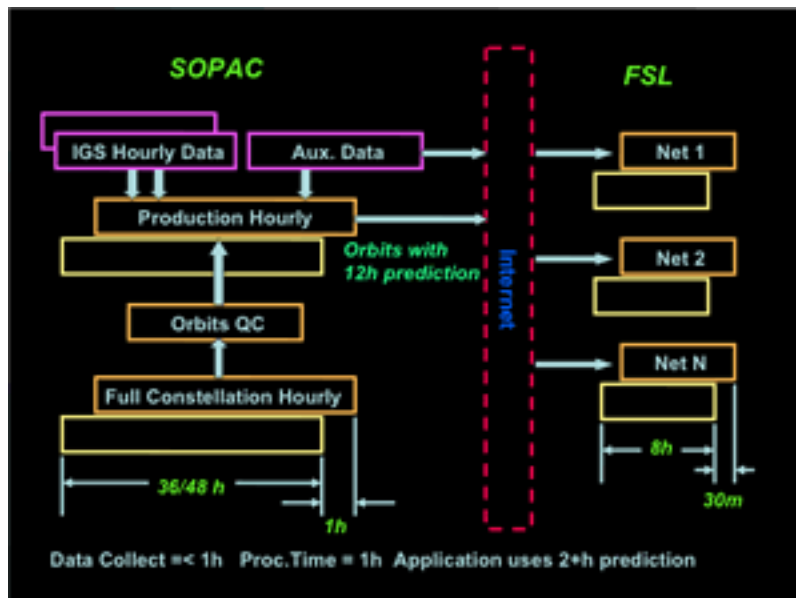 SOPAC
FSL
IGS Hourly Data
Aux. Data
Net 1
Production Hourly
Orbits with
12h prediction
Internet
Net 2
Orbits QC
Net N
Full Constellation Hourly
36/48 h
1h
8h
30m
Data Collect =< 1h Proc.Time = 1h Application uses 2+h prediction